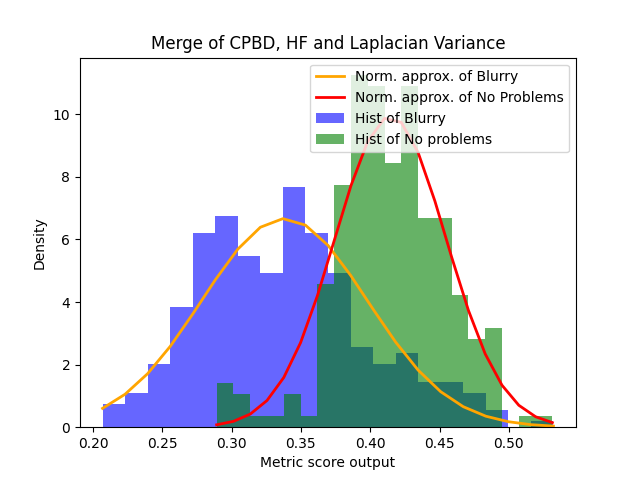 Merge of CPBD, HF and Laplacian Variance
Norm. approx. of Blurry
Norm. approx. of No Problems
Hist of Blurry
Hist of No problems
Density
10
8
6
4
2
0
0.20 0.25 0.30 0.35 0.40 0.45 0.50
Metric score output